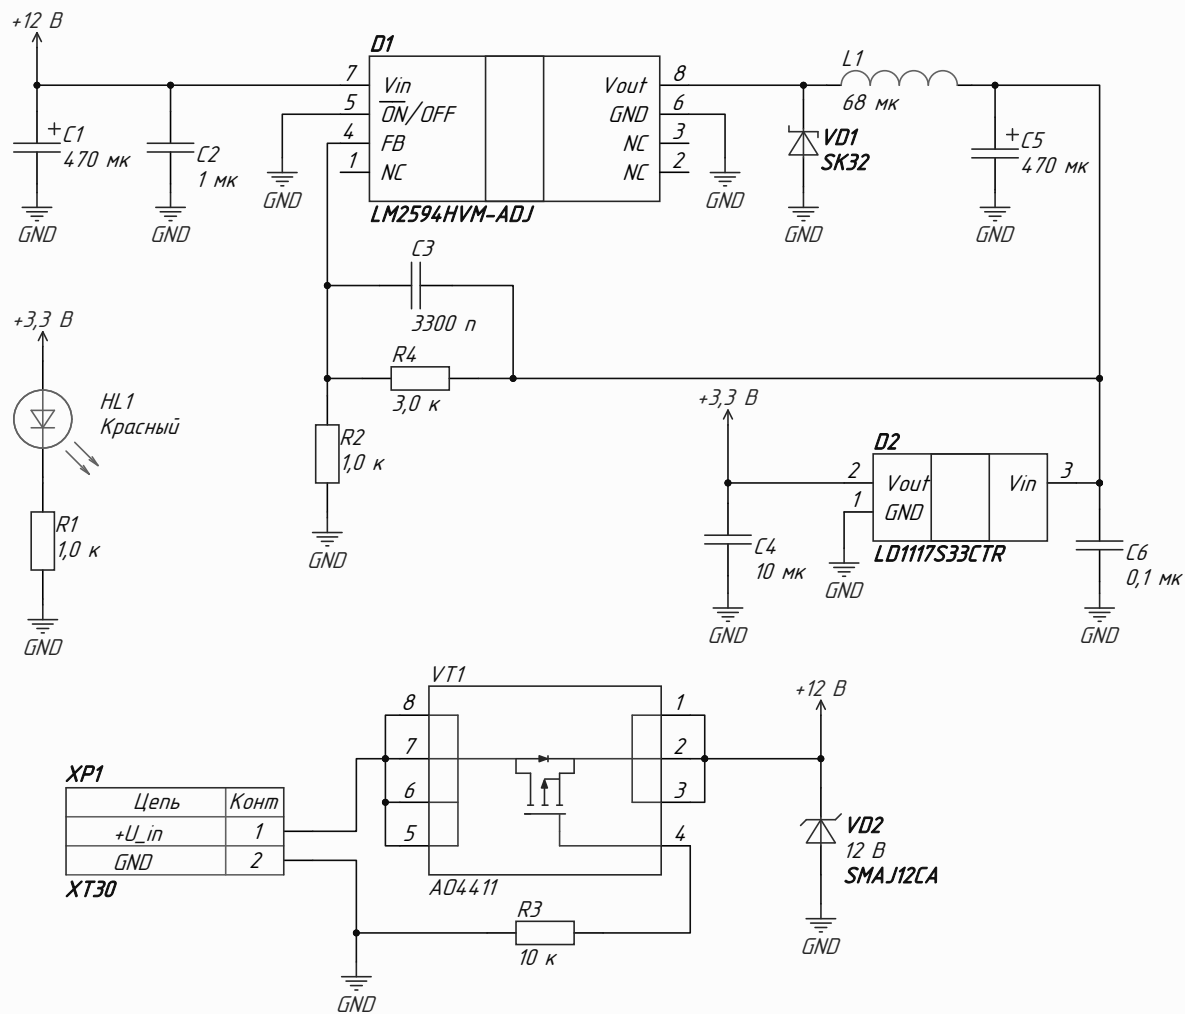 +12 В
+C1
470 мк
C2
1 мк
GND
GND
GND
D1
7
Vin
5
ON/OFF
4
FB
1
NC
Vout
8
GND
6
NC
3
NC
2
LM2594HVM-ADJ
GND
L1
68 мк
VD1
SK32
GND
+C5
470 мк
GND
C3
3300 п
R4
3,0 к
R2
1,0 к
GND
+3,3 В
HL1
Красный
R1
1,0 к
GND
+3,3 В
D2
2
Vout
Vin
3
1
GND
LD1117S33CTR
C4
10 мк
GND
GND
C6
0,1 мк
GND
VT1
8
7
6
5
1
2
3
4
AO4411
XP1
Цепь
Конт
+U_in
1
GND
2
XT30
R3
10 к
GND
+12 В
VD2
12 В
SMAJ12CA
GND